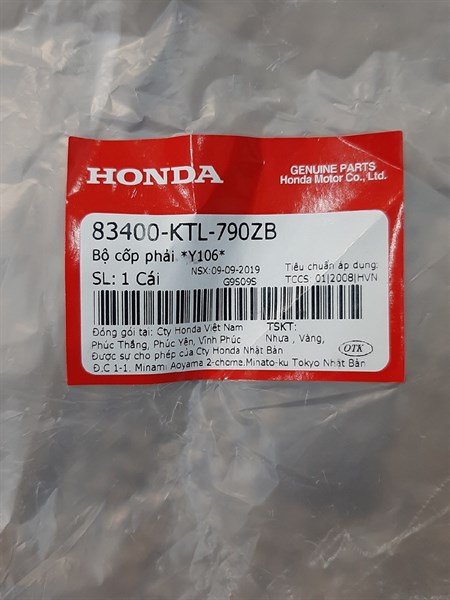 HONDA
GENUINE PARTS
Honda Motor Co., Ltd.
83400-KTL-790ZB
Bộ cốp phải *Y106*
SL: 1 Cái
NSX:09-09-2019
G9S09S
Tiêu chuẩn áp dụng:
TCCS 01|2008|HVN
Đóng gói tại: Cty Honda Việt Nam
Phúc Thắng, Phúc Yên, Vĩnh Phúc
Được sự cho phép của Cty Honda Nhật Bản
Đ.C 1-1, Minami Aoyama 2-chome,Minato-ku Tokyo Nhật Bản
TSKT:
Nhựa , Vàng,
OTK